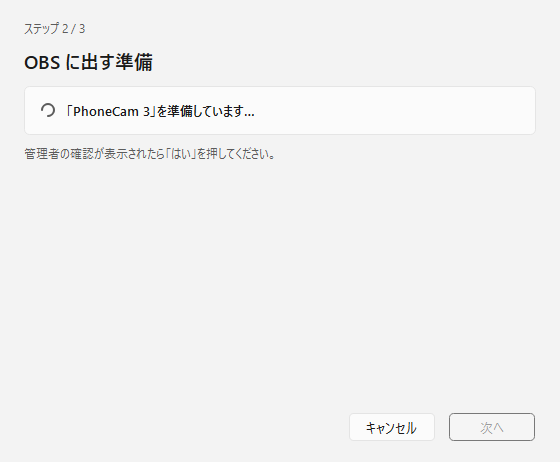 ステップ 2 / 3
OBS に出す準備
「PhoneCam 3」を準備しています...
管理者の確認が表示されたら「はい」を押してください。
キャンセル
次へ